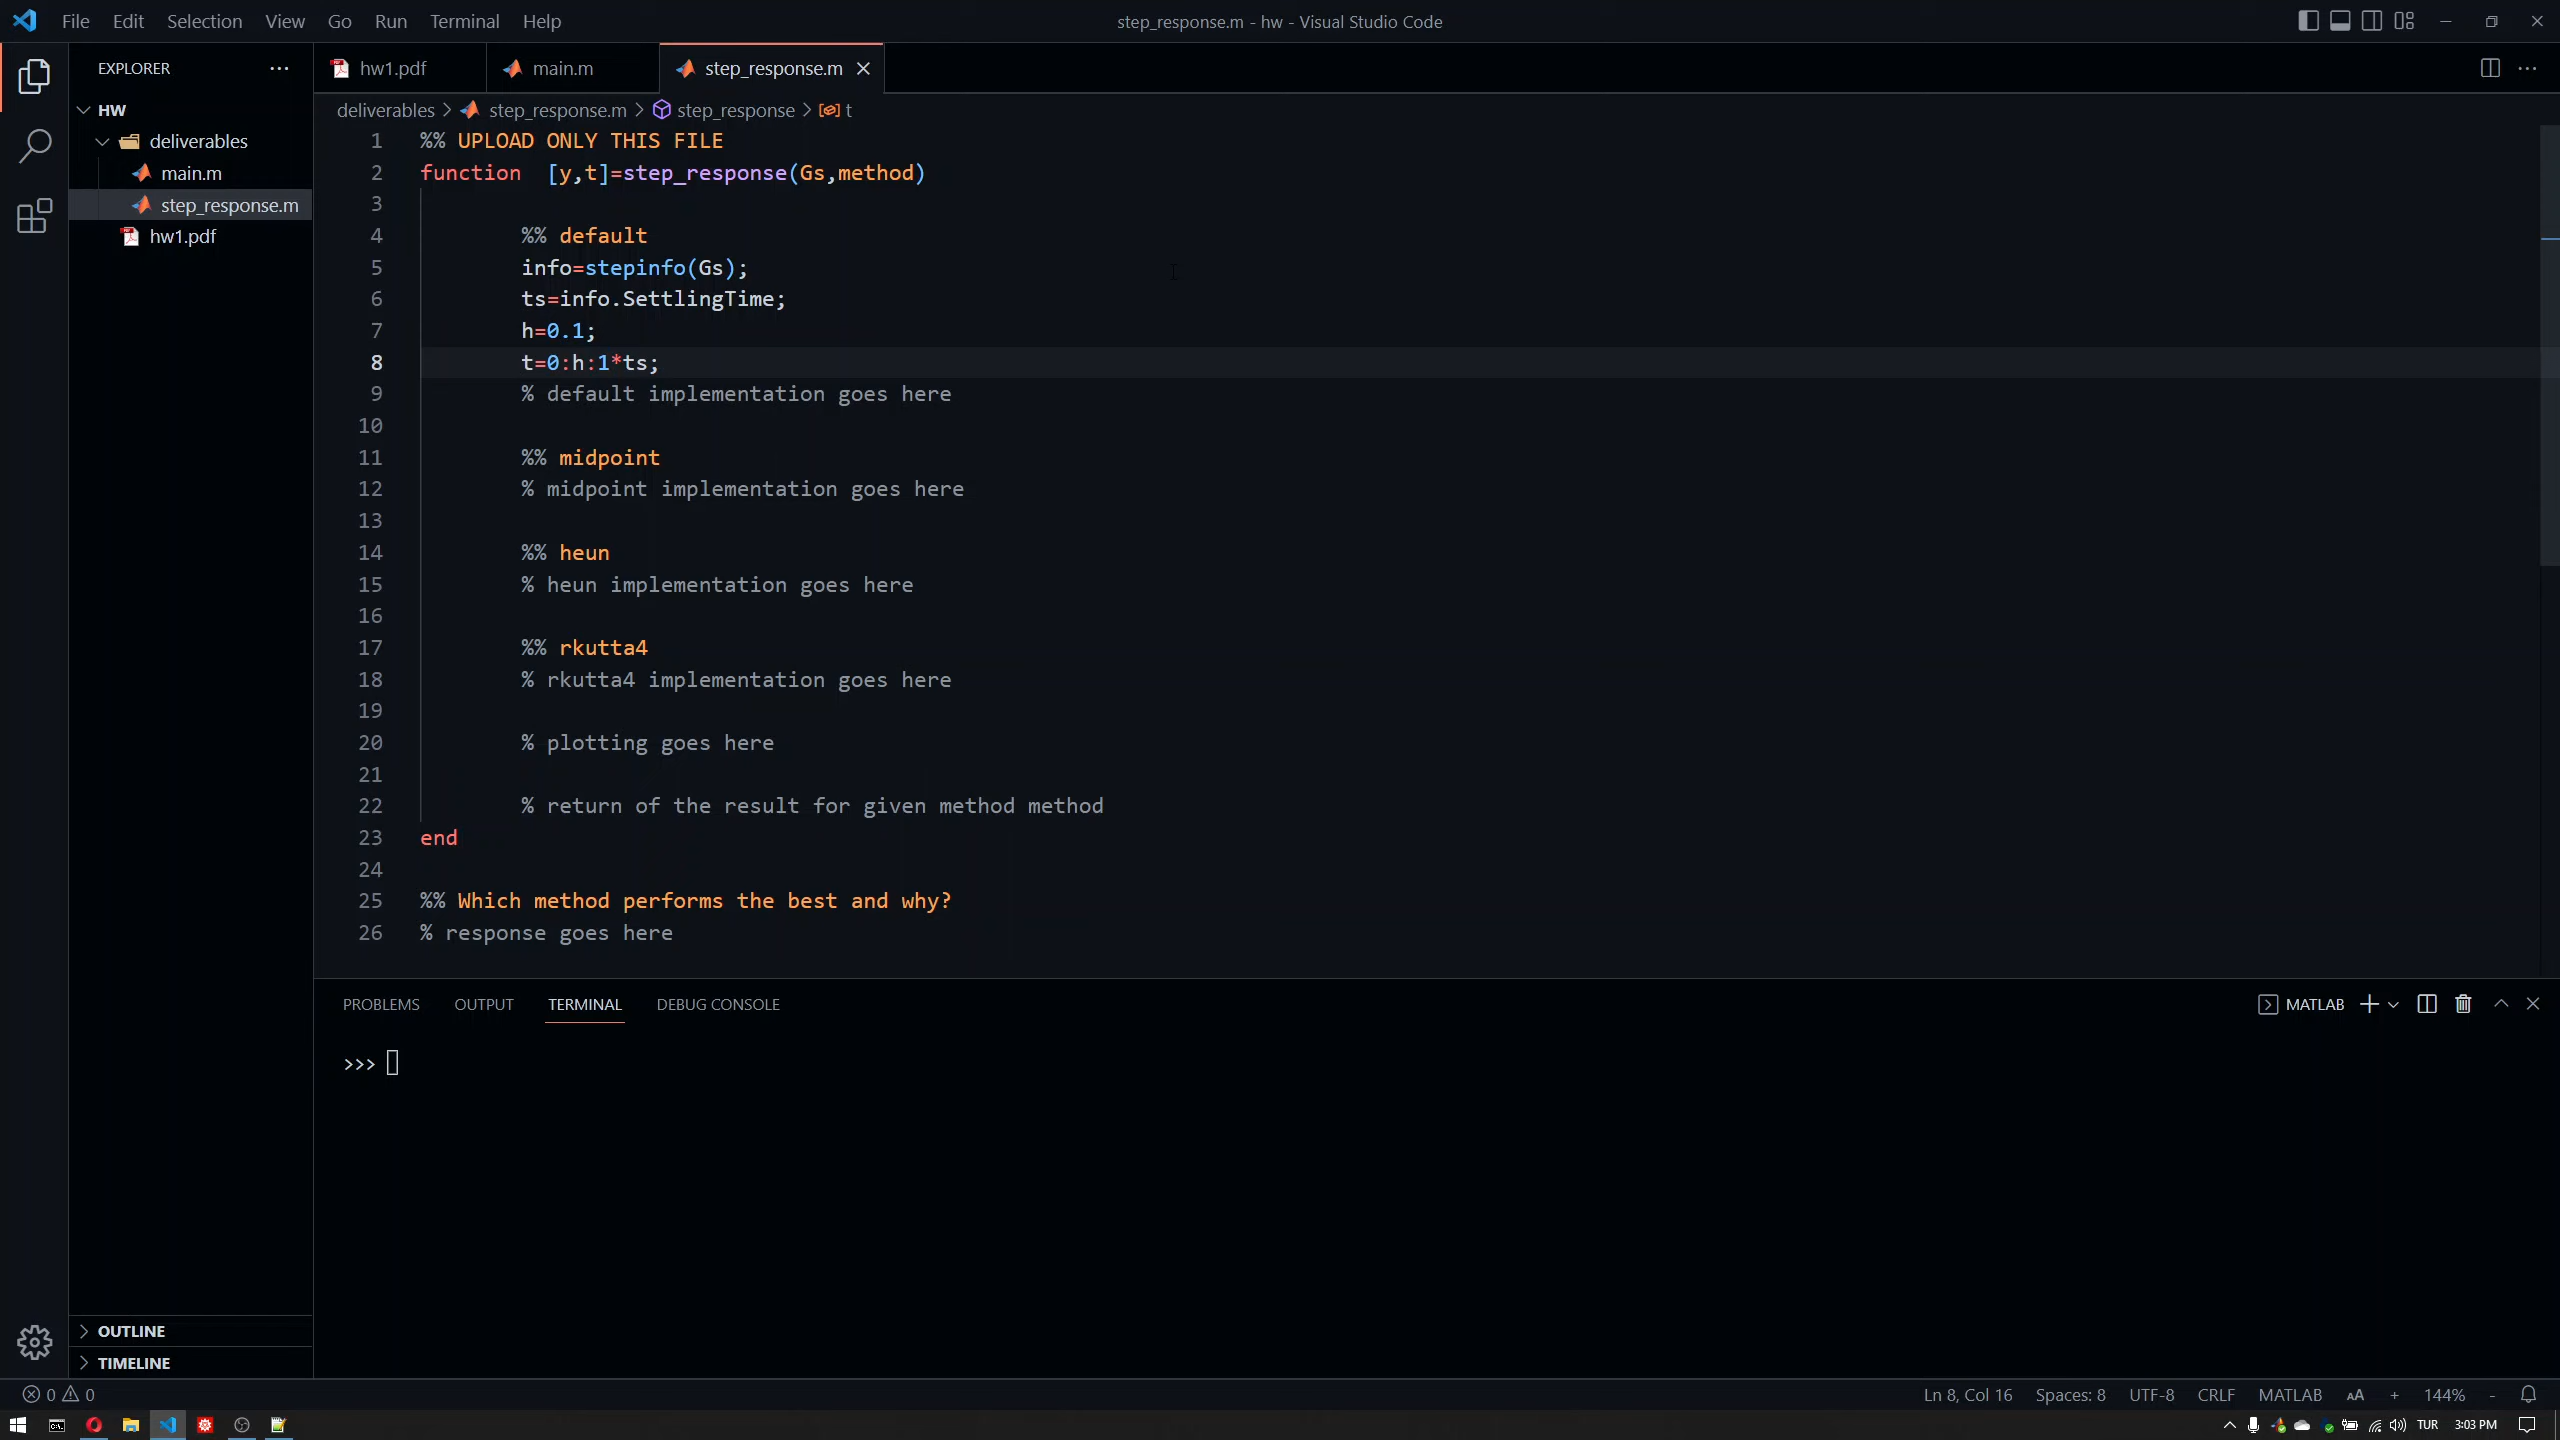 File Edit Selection View Go Run Terminal Help
step_response.m - hw - Visual Studio Code
EXPLORER
HW
deliverables
main.m
step_response.m
hw1.pdf
OUTLINE
TIMELINE
hw1.pdf main.m step_response.m
deliverables > step_response.m > step_response > t
1 %% UPLOAD ONLY THIS FILE
2 function [y,t]=step_response(Gs,method)
3
4 %% default
5 info=stepinfo(Gs);
6 ts=info.SettlingTime;
7 h=0.1;
8 t=0:h:1*ts;
9 % default implementation goes here
10
11 %% midpoint
12 % midpoint implementation goes here
13
14 %% heun
15 % heun implementation goes here
16
17 %% rkutta4
18 % rkutta4 implementation goes here
19
20 % plotting goes here
21
22 % return of the result for given method method
23 end
24
25 %% Which method performs the best and why?
26 % response goes here
PROBLEMS OUTPUT TERMINAL DEBUG CONSOLE
MATLAB
>>>
0 0
Ln 8, Col 16 Spaces: 8 UTF-8 CRLF MATLAB AA + 144% -
TUR 3:03 PM